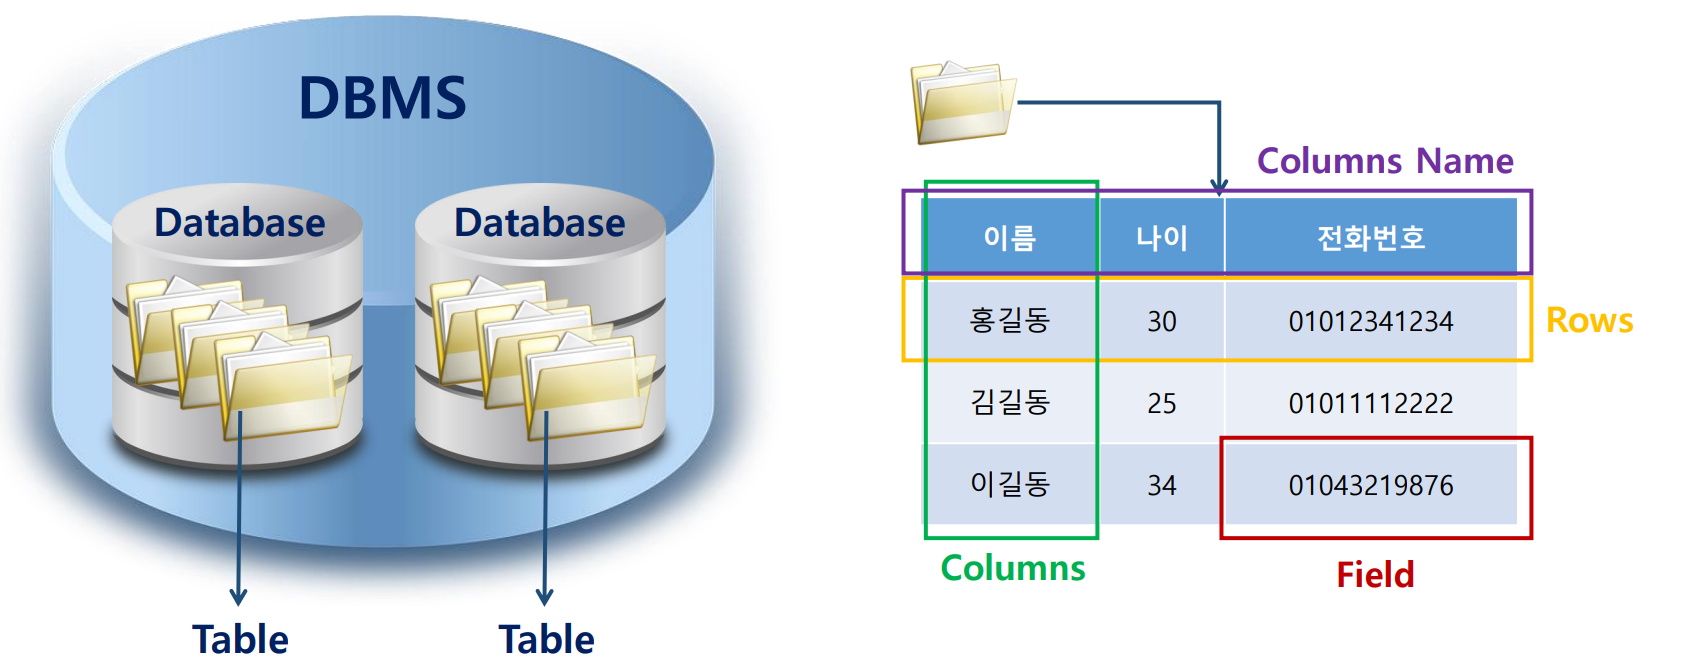 DBMS
Database
Database
Table
Table
Columns Name
이름 나이 전화번호
홍길동 30 01012341234
Rows
김길동 25 01011112222
이길동 34 01043219876
Columns
Field